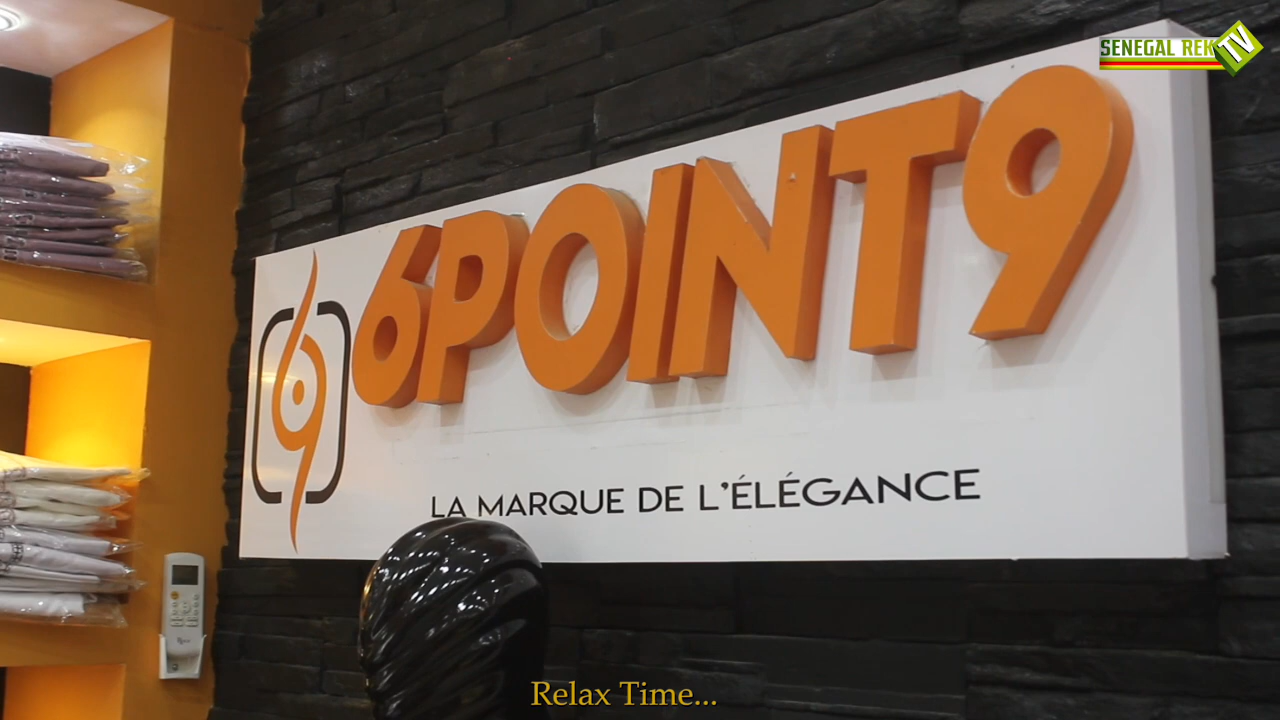 SENEGAL REK TV
6POINT9
LA MARQUE DE L'ÉLÉGANCE
Relax Time...